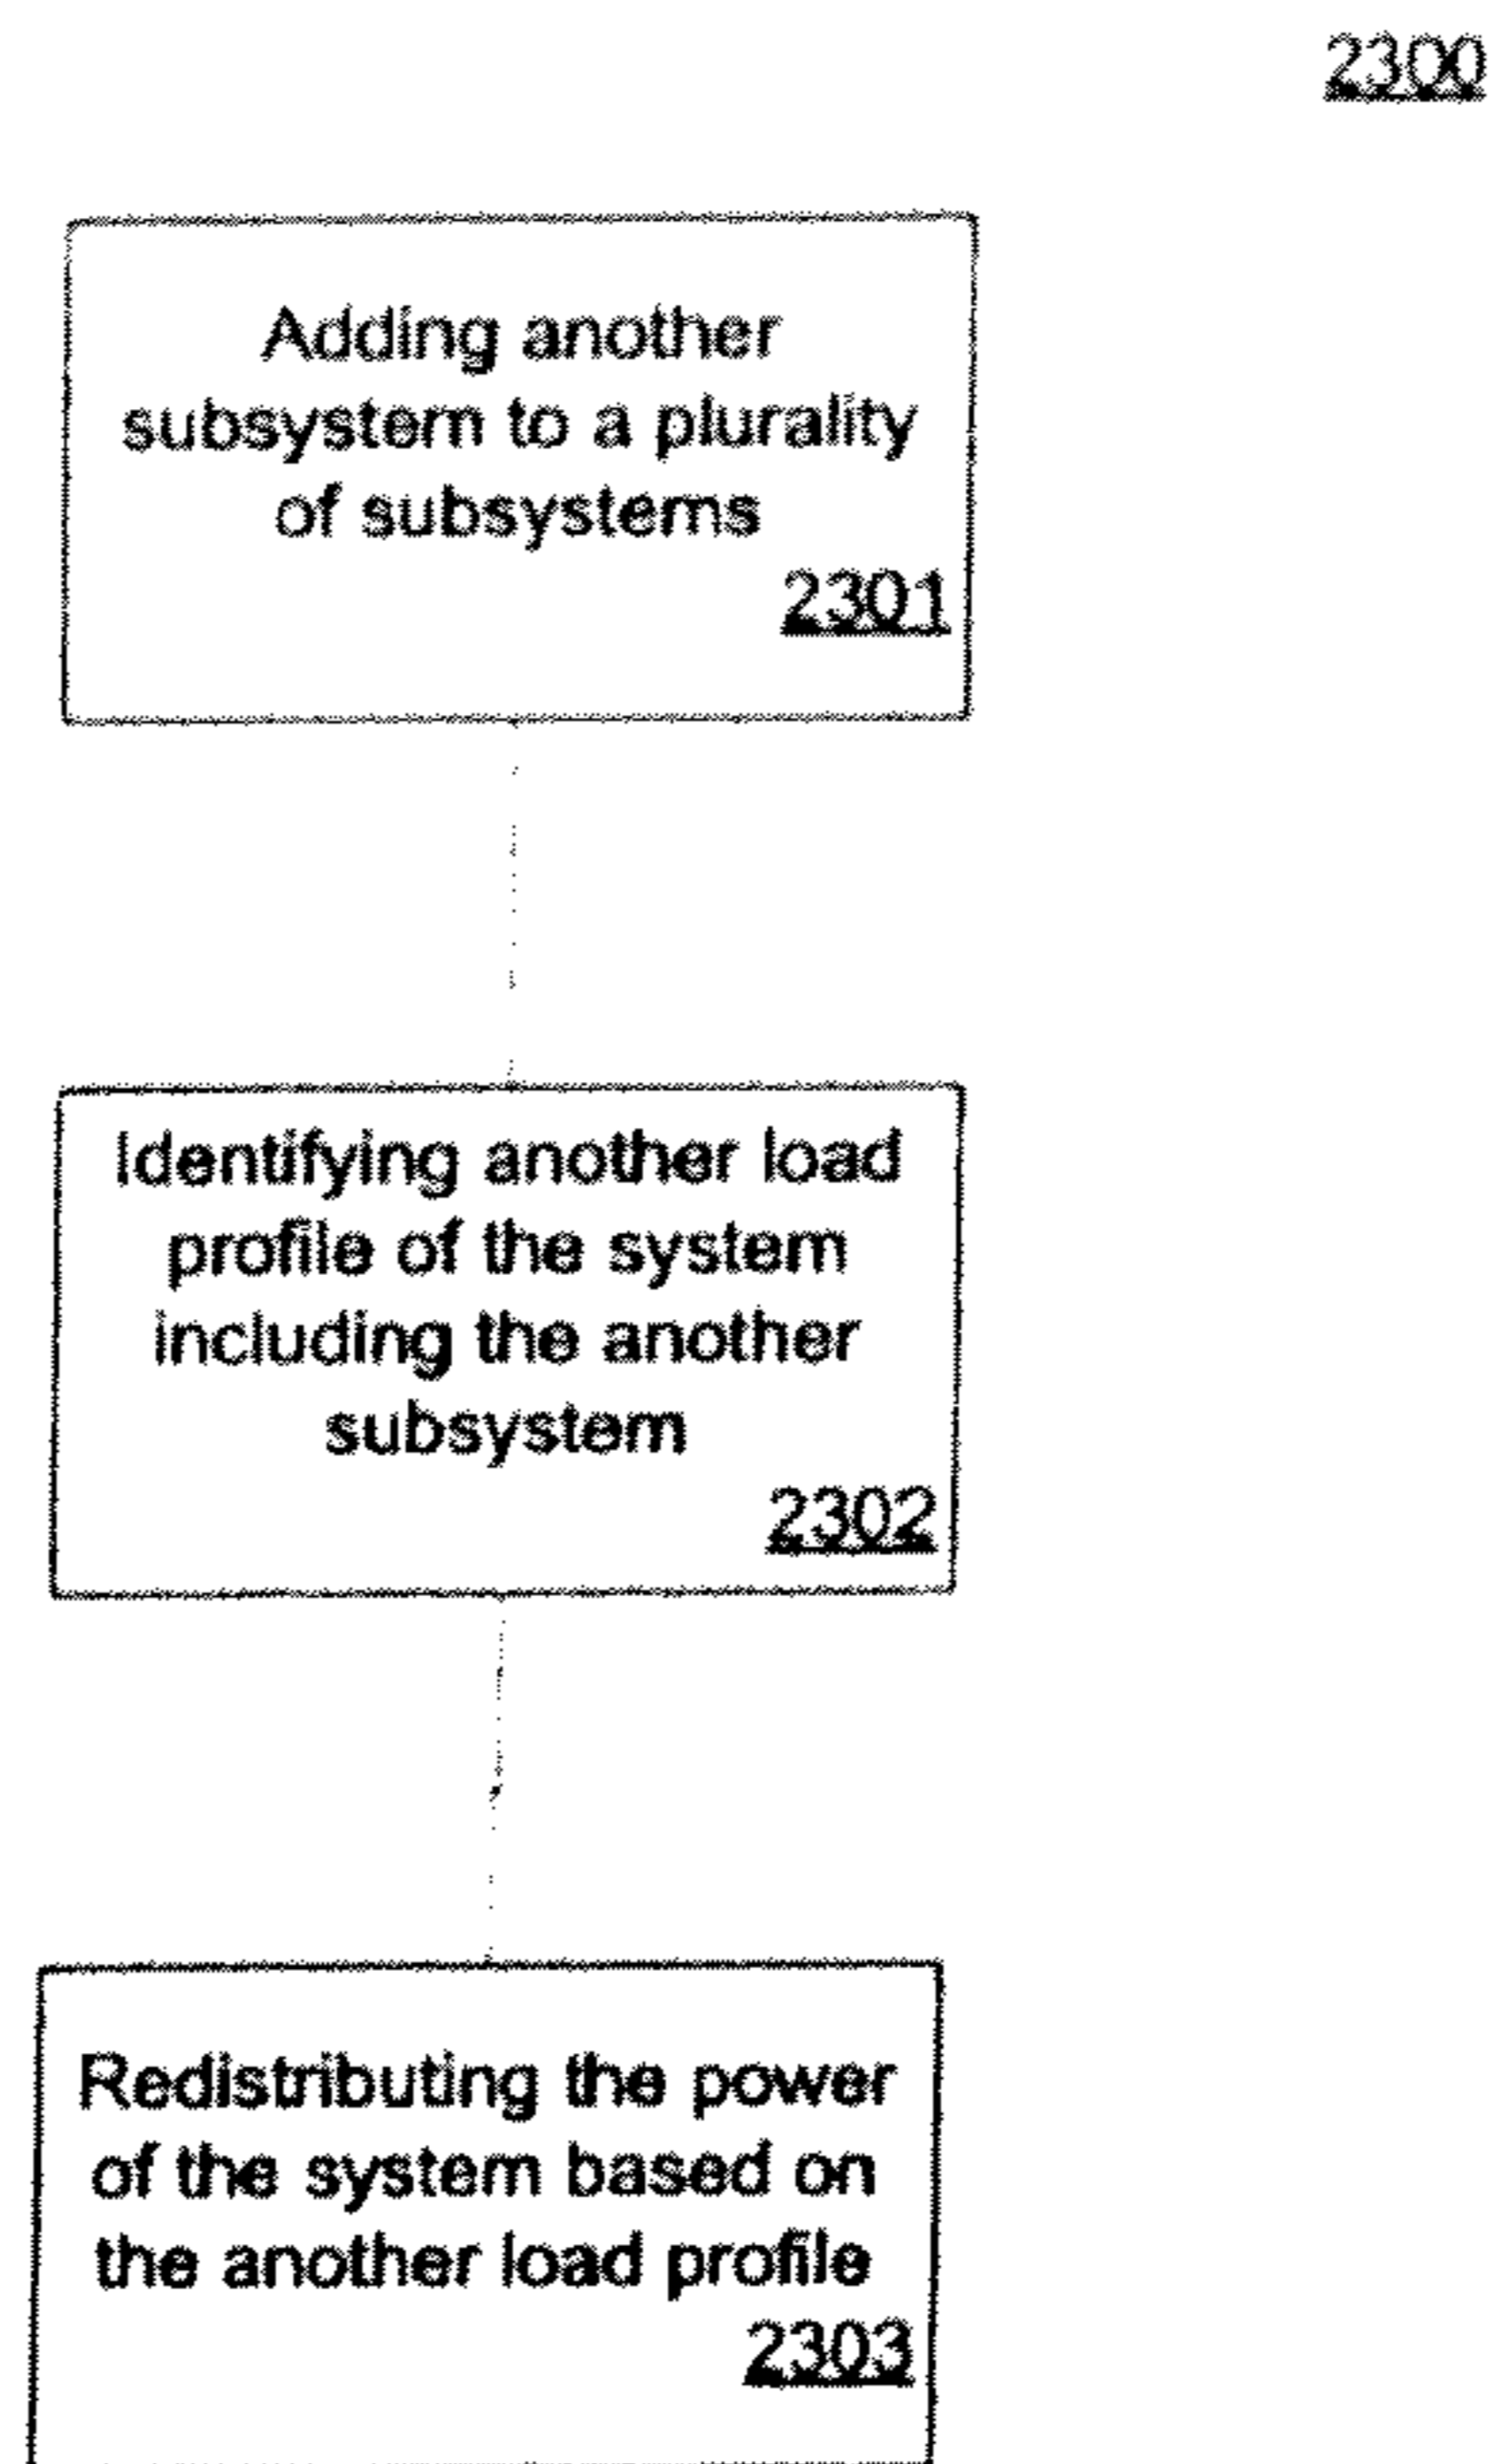 2300
Adding another
subsystem to a plurality
of subsystems
2301
Identifying another load
profile of the system
including the another
subsystem
2302
Redistributing the power
of the system based on
the another load profile
2303